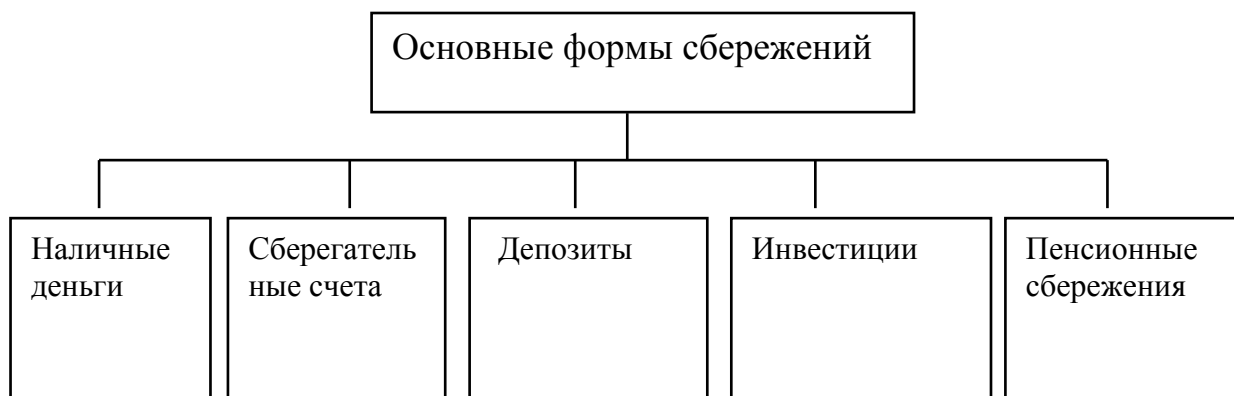 Основные формы сбережений
Наличные
деньги
Сберегатель
ные счета
Депозиты
Инвестиции
Пенсионные
сбережения